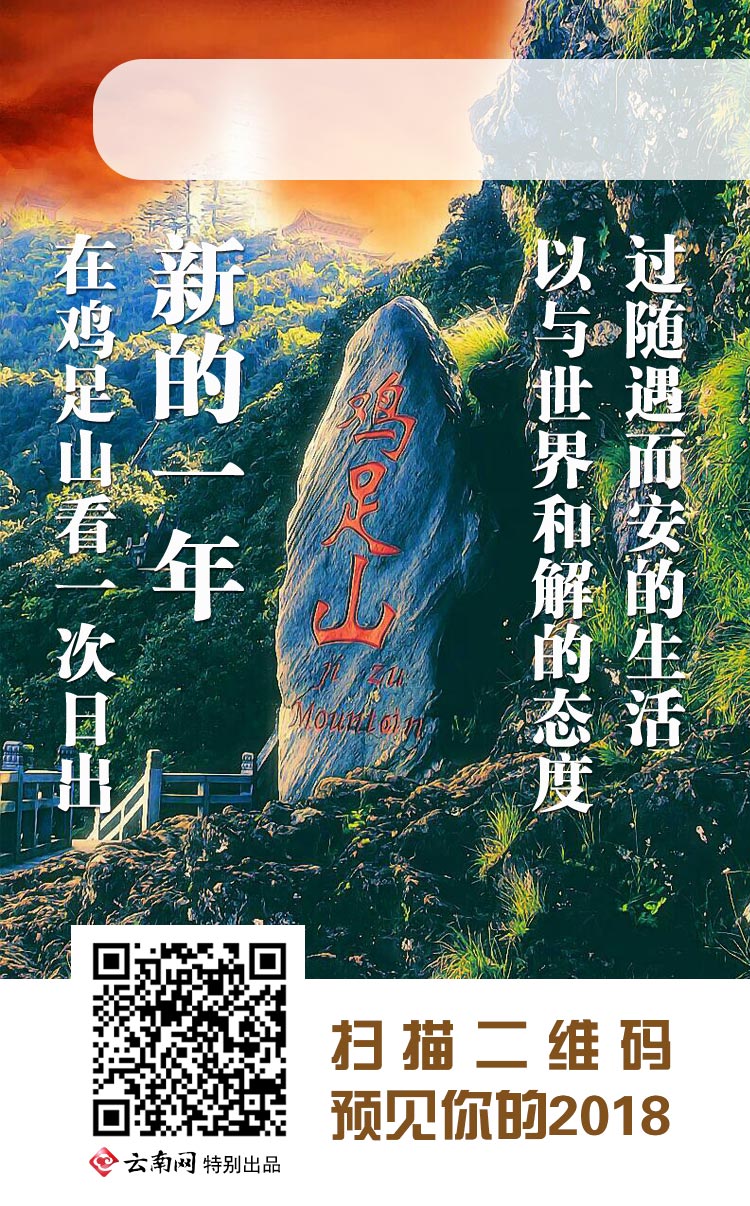 过随遇而安的生活
以与世界和解的态度
新的一年
在鸡足山看一次日出
鸡足山
ji zu
Mountain
扫描二维码
预见你的2018
云南网 特别出品